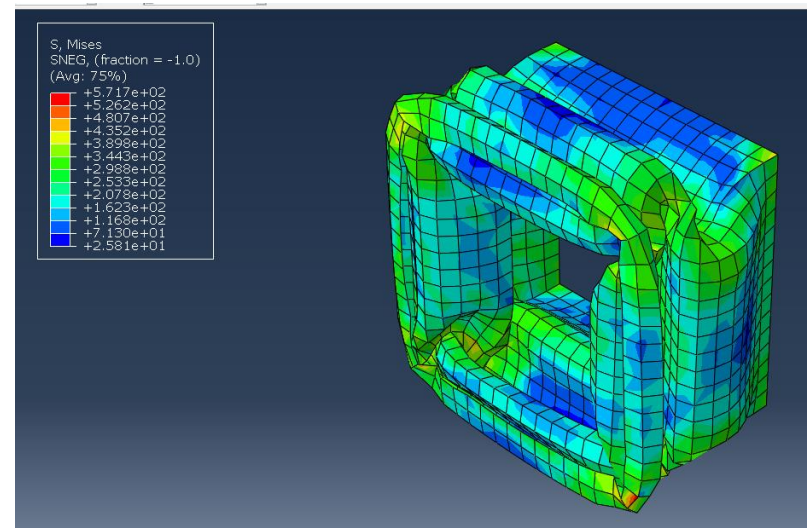 S, Mises
SNEG, (fraction = -1.0)
(Avg: 75%)
+5.717e+02
+5.262e+02
+4.807e+02
+4.352e+02
+3.898e+02
+3.443e+02
+2.988e+02
+2.533e+02
+2.078e+02
+1.623e+02
+1.168e+02
+7.130e+01
+2.581e+01